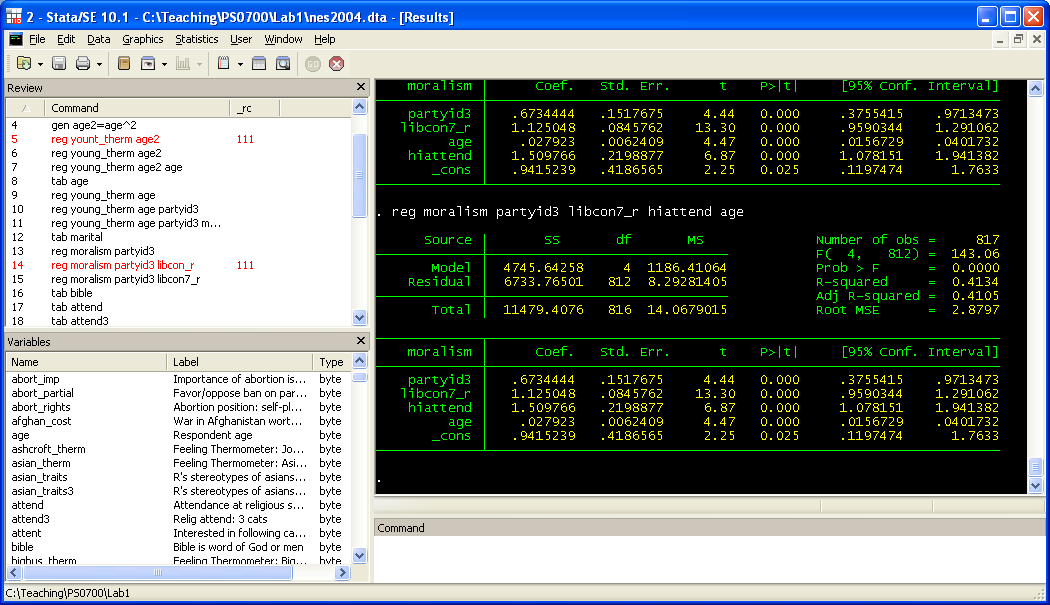 2 - Stata/SE 10.1 - C:\Teaching\PS0700\Lab1\nes2004.dta - [Results]
File Edit Data Graphics Statistics User Window Help
Review
Command _rc
4 gen age2=age^2
5 reg yount_therm age2 111
6 reg young_therm age2
7 reg young_therm age2 age
8 tab age
9 reg young_therm age
10 reg young_therm age partyid3
11 reg young_therm age partyid3 m...
12 tab marital
13 reg moralism partyid3
14 reg moralism partyid3 libcon_r 111
15 reg moralism partyid3 libcon7_r
16 tab bible
17 tab attend
18 tab attend3
Variables
Name Label Type
abort_imp Importance of abortion is... byte
abort_partial Favor/oppose ban on par... byte
abort_rights Abortion position: self-pl... byte
afghan_cost War in Afghanistan wort... byte
age Respondent age byte
ashcroft_therm Feeling Thermometer: Jo... byte
asian_therm Feeling Thermometer: Asi... byte
asian_traits R's stereotypes of asians... byte
asian_traits3 R's stereotypes of asians... byte
attend Attendance at religious s... byte
attend3 Relig attend: 3 cats byte
attent Interested in following ca... byte
bible Bible is word of God or men byte
bigbus_therm Feeling Thermometer: Big... byte
moralism Coef. Std. Err. t P>|t| [95% Conf. Interval]
partyid3 .6734444 .1517675 4.44 0.000 .3755415 .9713473
libcon7_r 1.125048 .0845762 13.30 0.000 .9590344 1.291062
age .027923 .0062409 4.47 0.000 .0156729 .0401732
hiattend 1.509766 .2198877 6.87 0.000 1.078151 1.941382
_cons .9415239 .4186565 2.25 0.025 .1197474 1.7633
. reg moralism partyid3 libcon7_r hiattend age
Source SS df MS Number of obs = 817
F( 4, 812) = 143.06
Model 4745.64258 4 1186.41064 Prob > F = 0.0000
Residual 6733.76501 812 8.29281405 R-squared = 0.4134
Adj R-squared = 0.4105
Total 11479.4076 816 14.0679015 Root MSE = 2.8797
moralism Coef. Std. Err. t P>|t| [95% Conf. Interval]
partyid3 .6734444 .1517675 4.44 0.000 .3755415 .9713473
libcon7_r 1.125048 .0845762 13.30 0.000 .9590344 1.291062
hiattend 1.509766 .2198877 6.87 0.000 1.078151 1.941382
age .027923 .0062409 4.47 0.000 .0156729 .0401732
_cons .9415239 .4186565 2.25 0.025 .1197474 1.7633
.
Command
C:\Teaching\PS0700\Lab1